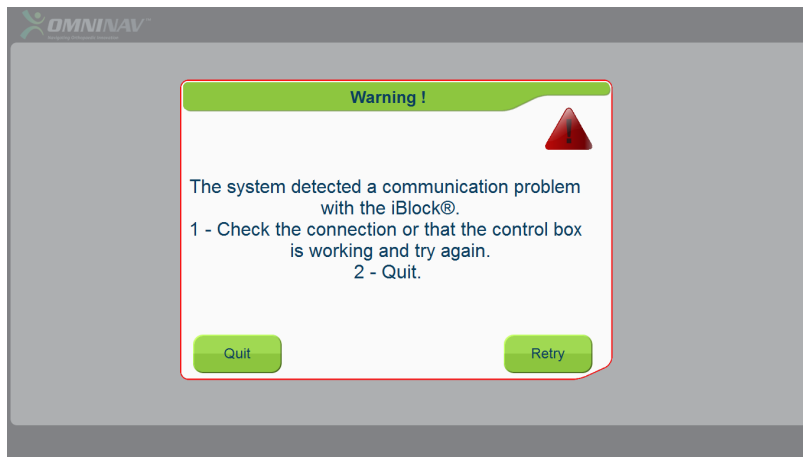 OMNINAV™
Warning !
The system detected a communication problem
with the iBlock®.
1 - Check the connection or that the control box
is working and try again.
2 - Quit.
Quit
Retry